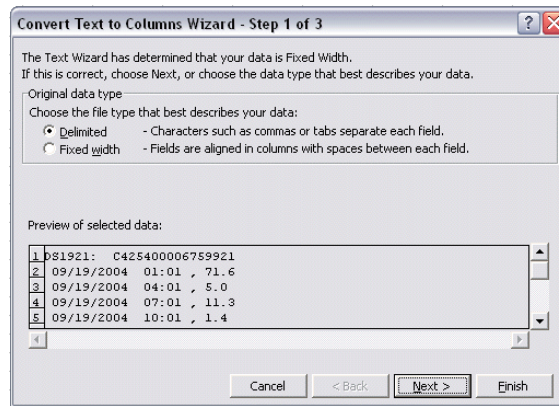 Convert Text to Columns Wizard - Step 1 of 3
The Text Wizard has determined that your data is Fixed Width.
If this is correct, choose Next, or choose the data type that best describes your data.
Original data type
Choose the file type that best describes your data:
Delimited - Characters such as commas or tabs separate each field.
Fixed width - Fields are aligned in columns with spaces between each field.
Preview of selected data:
1 DS1921: C425400006759921
2 09/19/2004 01:01 , 71.6
3 09/19/2004 04:01 , 5.0
4 09/19/2004 07:01 , 11.3
5 09/19/2004 10:01 , 1.4
Cancel < Back Next > Finish